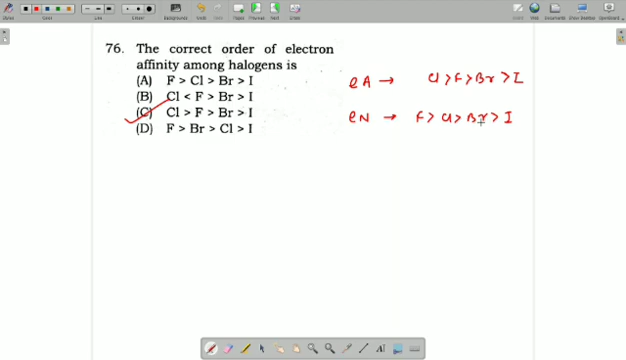 76. The correct order of electron
affinity among halogens is
(A) F > Cl > Br > I
(B) Cl < F > Br > I
(C) Cl > F > Br > I
(D) F > Br > Cl > I
eA → Cl > F > Br > I
eN → F > Cl > Br > I